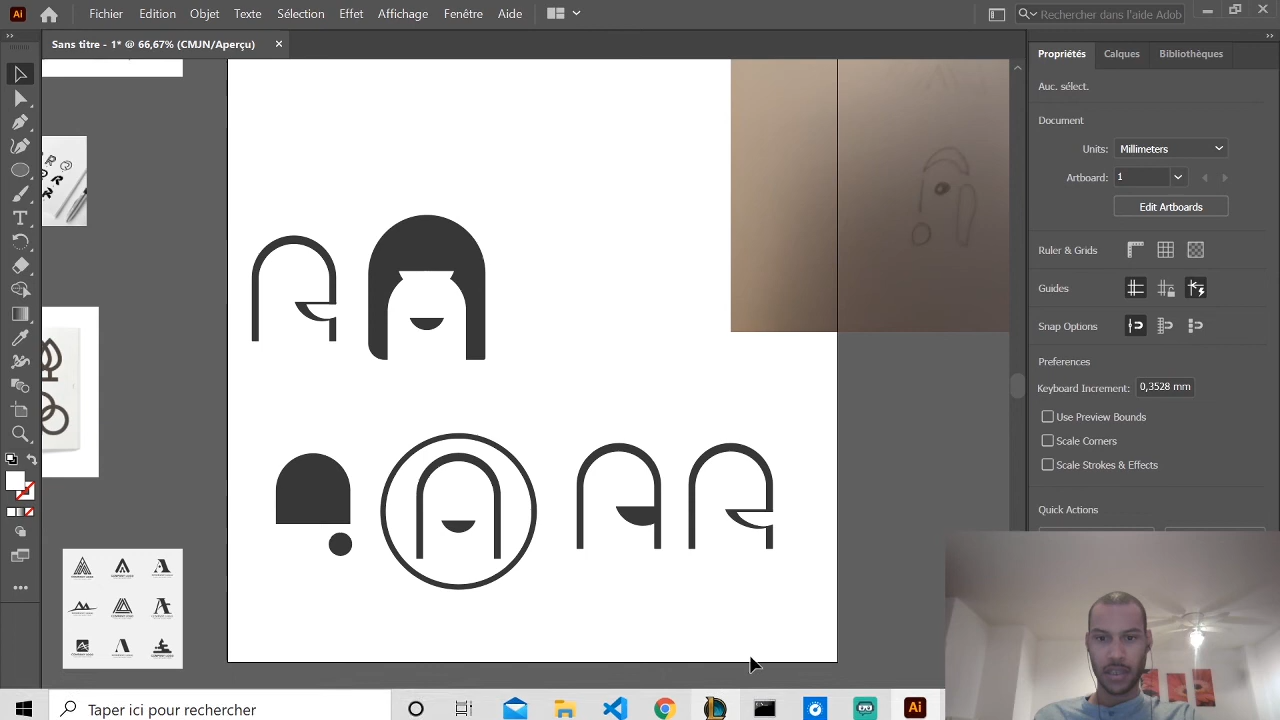 Ai Fichier Edition Objet Texte Sélection Effet Affichage Fenêtre Aide
Rechercher dans l'aide Adob
Sans titre - 1* @ 66,67% (CMJN/Aperçu) ×
Propriétés Calques Bibliothèques
Auc. sélect.
Document
Units: Millimeters
Artboard: 1
Edit Artboards
Ruler & Grids
Guides
Snap Options
Preferences
Keyboard Increment: 0,3528 mm
Use Preview Bounds
Scale Corners
Scale Strokes & Effects
Quick Actions
Taper ici pour rechercher
Ai